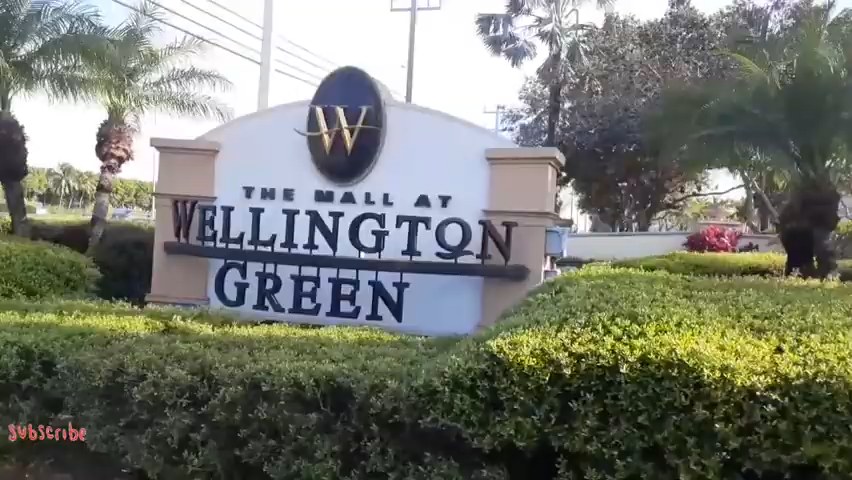 W
THE MALL AT
WELLINGTON
GREEN
subscribe